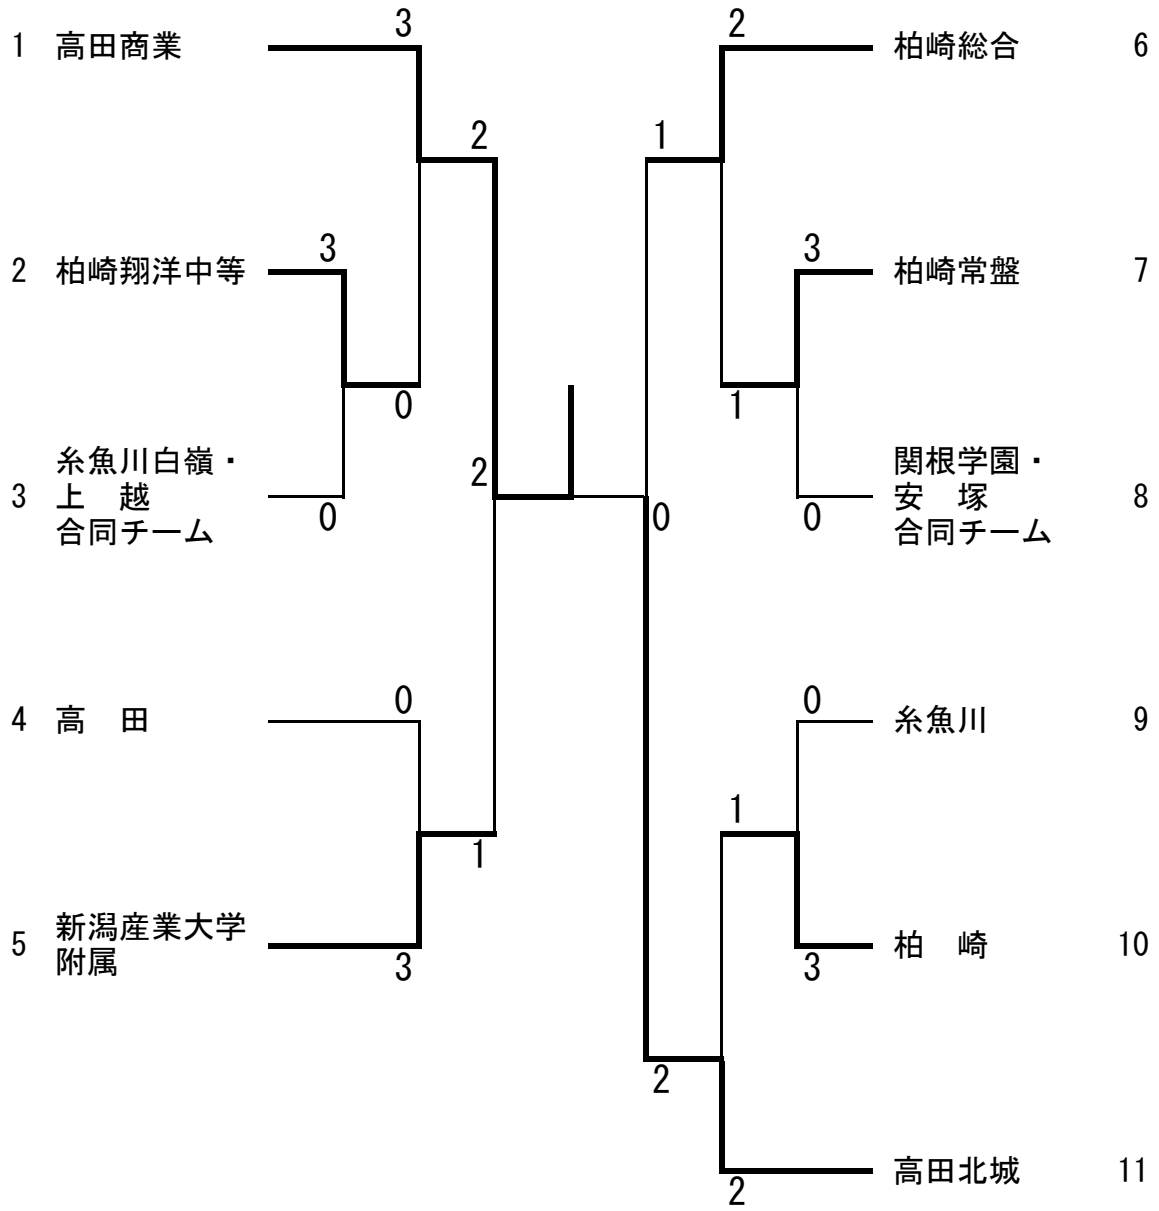 1 高田商業
3
2
2 柏崎翔洋中等
3
0
3 糸魚川白嶺・
上　越
合同チーム
0
2
4 高　田
0
1
5 新潟産業大学
附属
3
2
柏崎総合 6
1
3
柏崎常盤 7
1
関根学園・
安　塚
合同チーム 8
0
0
0
糸魚川 9
1
柏　崎 10
3
2
高田北城 11
2